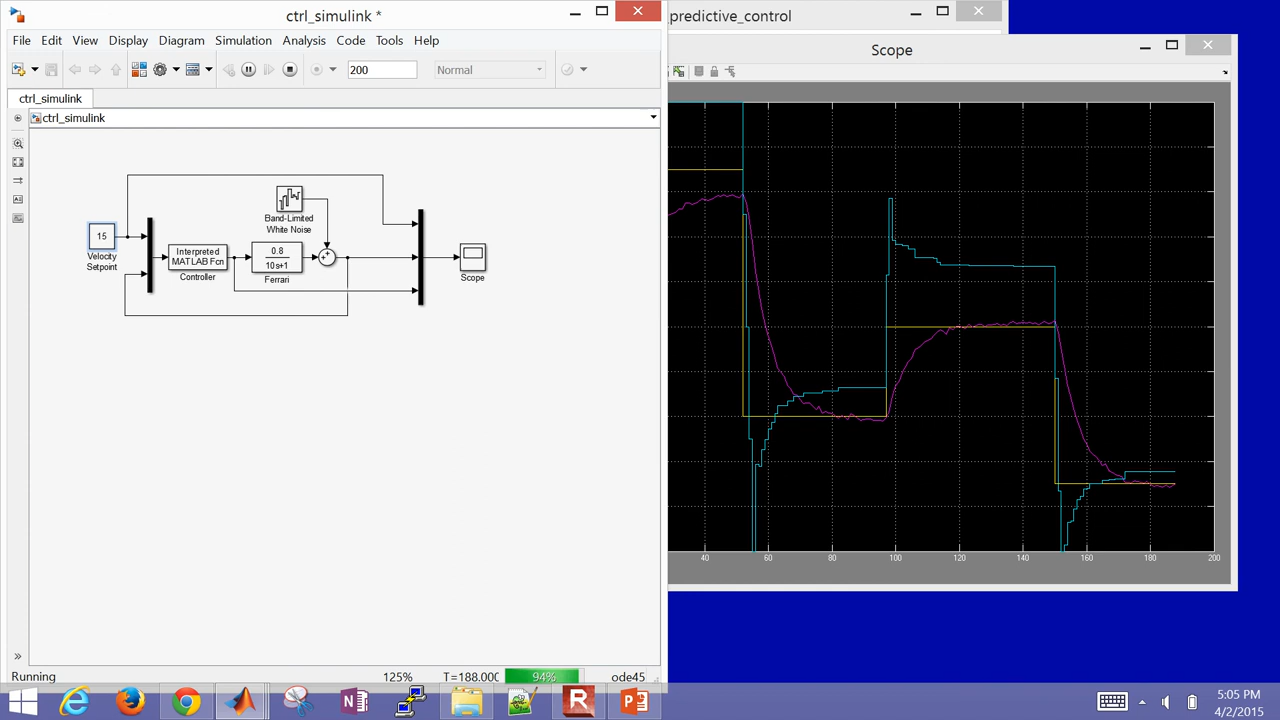 ctrl_simulink *
predictive_control
File Edit View Display Diagram Simulation Analysis Code Tools Help
Scope
200
Normal
ctrl_simulink
ctrl_simulink
Band-Limited
White Noise
15
Velocity
Setpoint
Interpreted
MATLAB Fcn
Controller
0.8
10s+1
Ferrari
Scope
40 60 80 100 120 140 160 180 200
Running
125%
T=188.000
94%
ode45
5:05 PM
4/2/2015